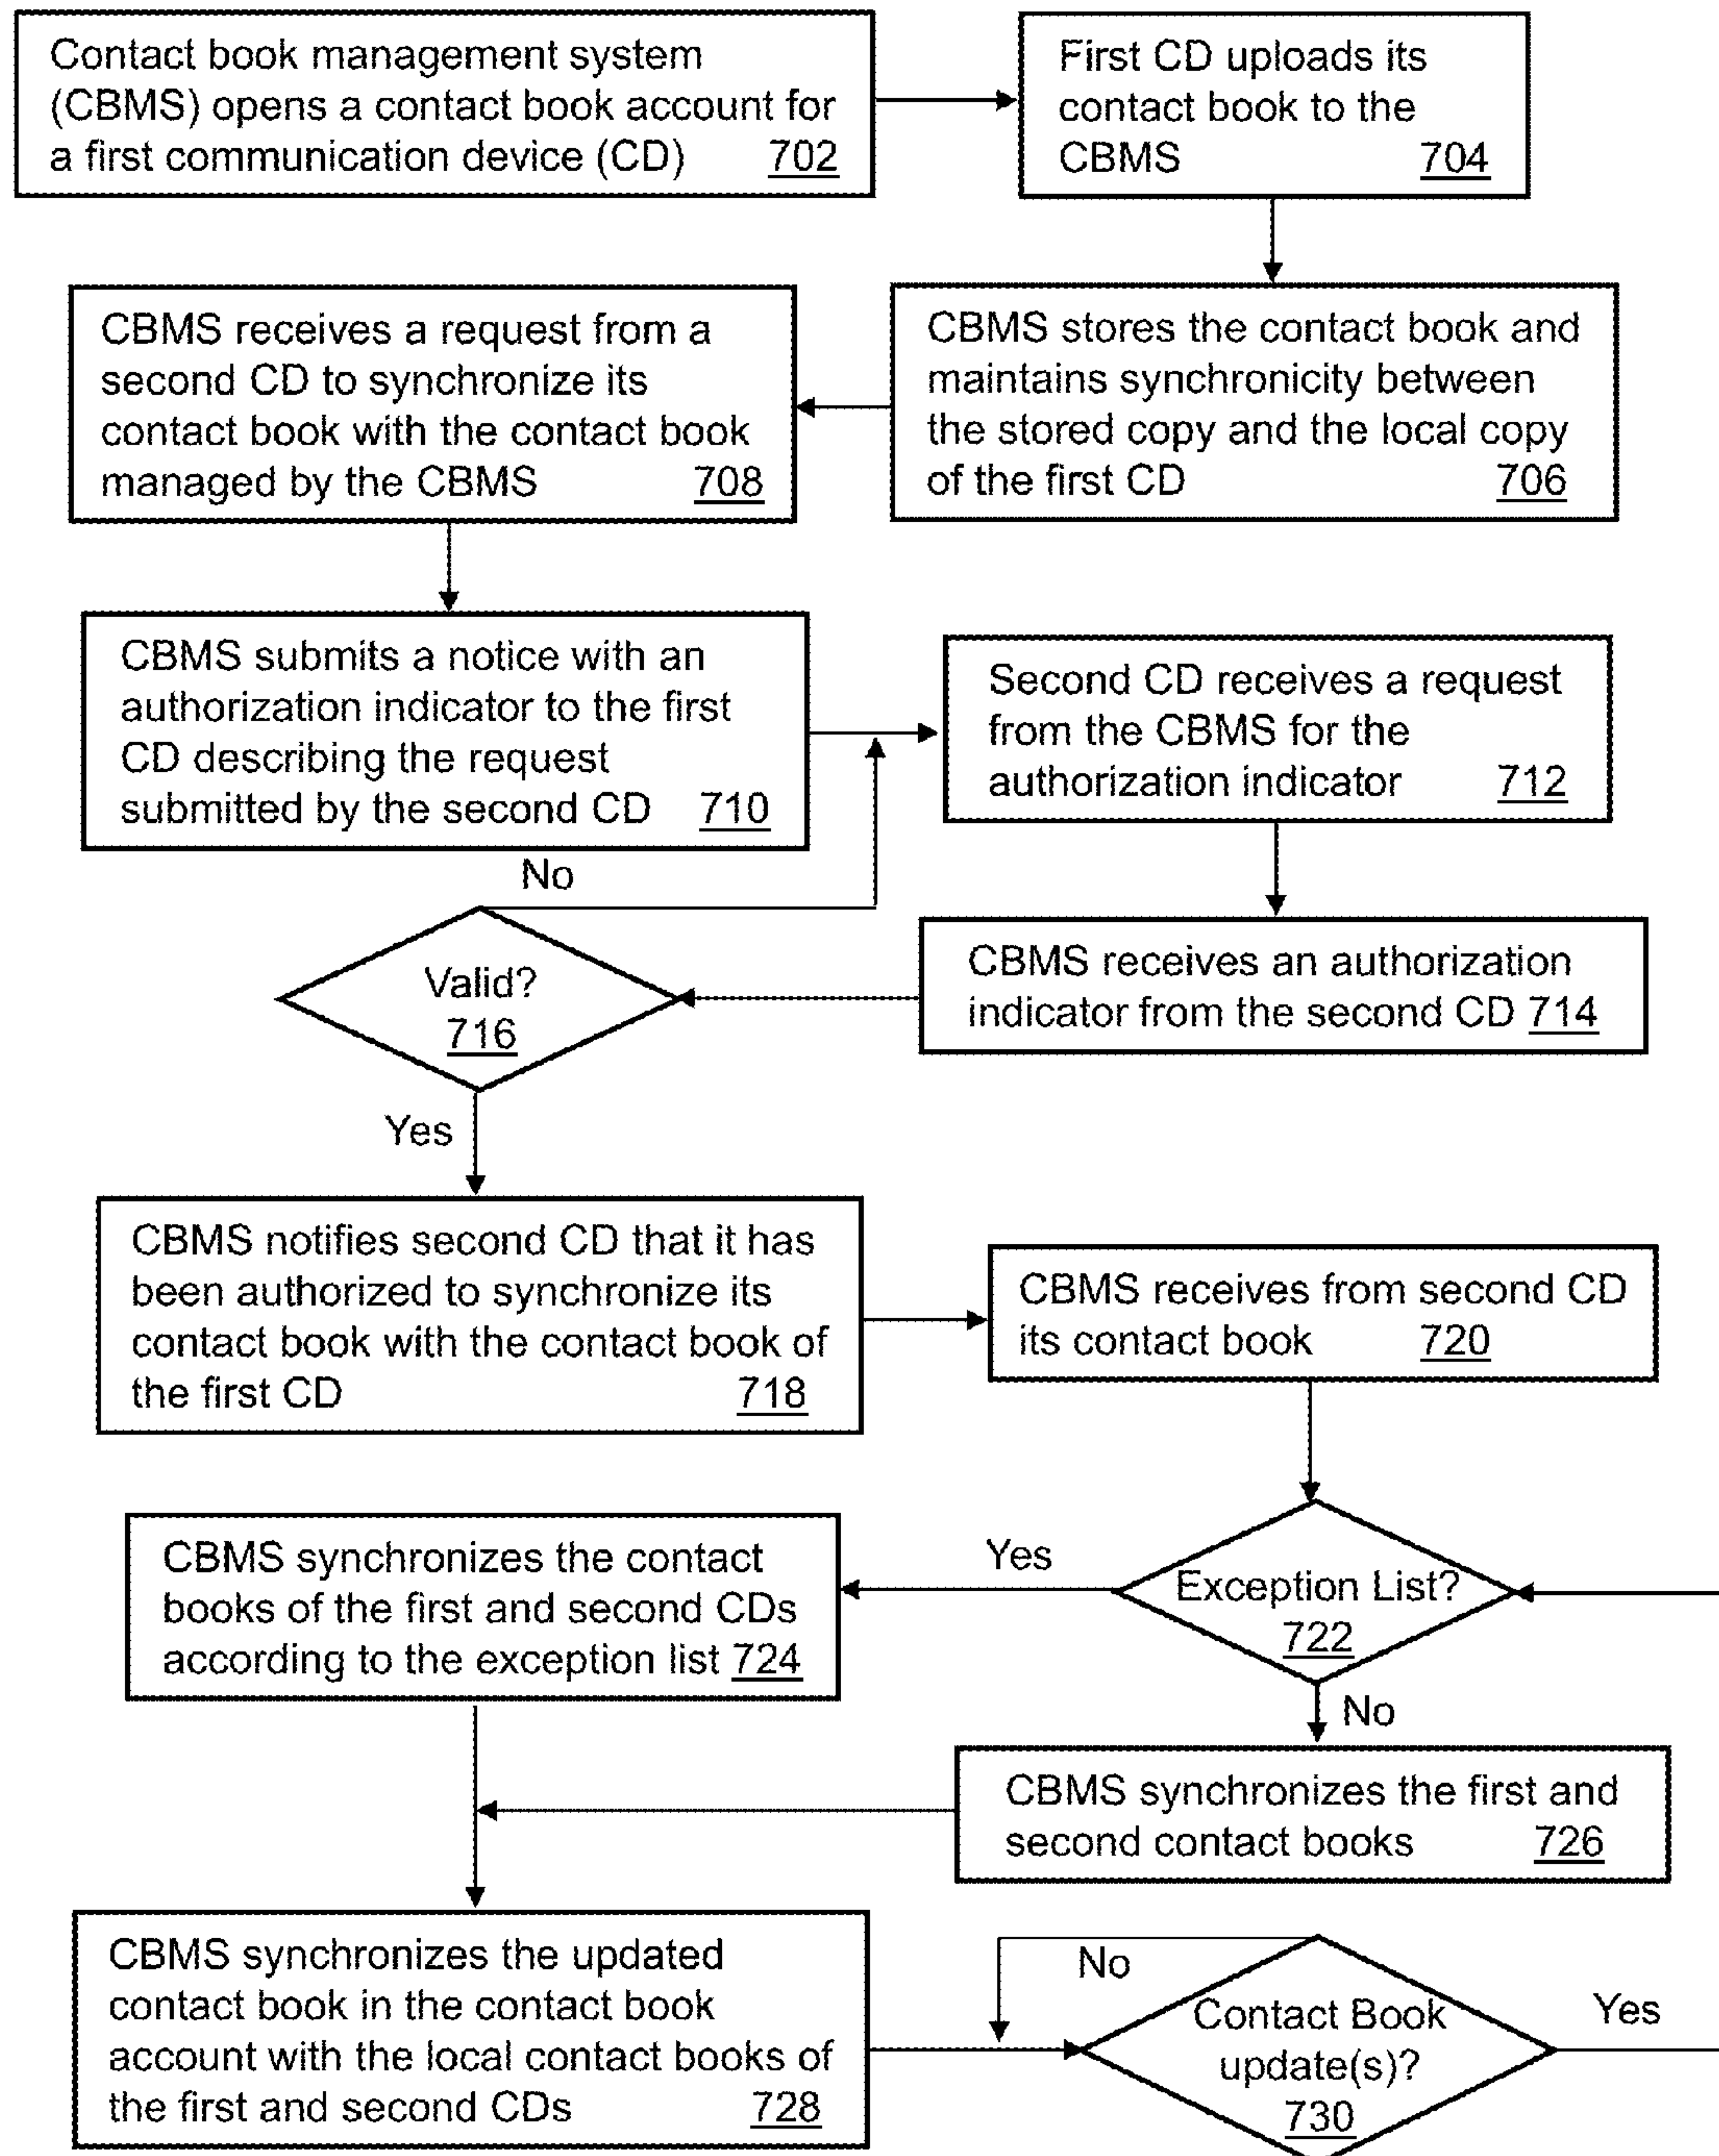 Contact book management system
(CBMS) opens a contact book account for
a first communication device (CD) 702
First CD uploads its
contact book to the
CBMS 704
CBMS stores the contact book and
maintains synchronicity between
the stored copy and the local copy
of the first CD 706
CBMS receives a request from a
second CD to synchronize its
contact book with the contact book
managed by the CBMS 708
CBMS submits a notice with an
authorization indicator to the first
CD describing the request
submitted by the second CD 710
Second CD receives a request
from the CBMS for the
authorization indicator 712
CBMS receives an authorization
indicator from the second CD 714
No
Valid?
716
Yes
CBMS notifies second CD that it has
been authorized to synchronize its
contact book with the contact book of
the first CD 718
CBMS receives from second CD
its contact book 720
Exception List?
722
Yes
CBMS synchronizes the contact
books of the first and second CDs
according to the exception list 724
No
CBMS synchronizes the first and
second contact books 726
CBMS synchronizes the updated
contact book in the contact book
account with the local contact books of
the first and second CDs 728
No
Contact Book
update(s)?
730
Yes